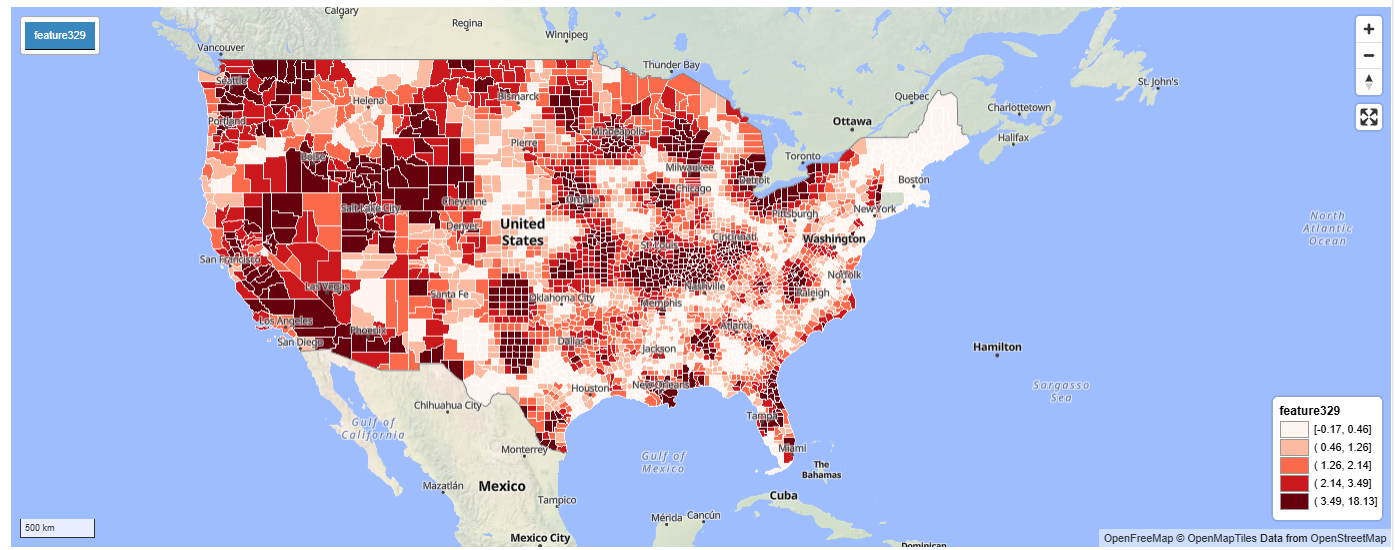 feature329
Calgary
Regina
Winnipeg
Vancouver
Thunder Bay
St. John's
Seattle
Helena
Bismarck
Quebec
Charlottetown
Portland
Ottawa
Minneapolis
Halifax
Pierre
Boise
Toronto
Milwaukee
Detroit
Boston
Chicago
Salt Lake City
Cheyenne
Omaha
New York
Pittsburgh
Denver
United
States
North
Atlantic
Ocean
St. Louis
Cincinnati
Washington
San Francisco
Norfolk
Las Vegas
Santa Fe
Oklahoma City
Nashville
Raleigh
Memphis
Los Angeles
Phoenix
Atlanta
San Diego
Dallas
Jackson
Hamilton
Houston
New Orleans
Sargasso
Sea
Chihuahua City
Tampa
Gulf of
California
Monterrey
Gulf of
Mexico
Miami
The
Bahamas
Mazatlán
Mexico
Tampico
Cuba
Mérida
Cancún
Mexico City
Dominican
feature329
[-0.17, 0.46]
( 0.46, 1.26]
( 1.26, 2.14]
( 2.14, 3.49]
( 3.49, 18.13]
500 km
OpenFreeMap © OpenMapTiles Data from OpenStreetMap